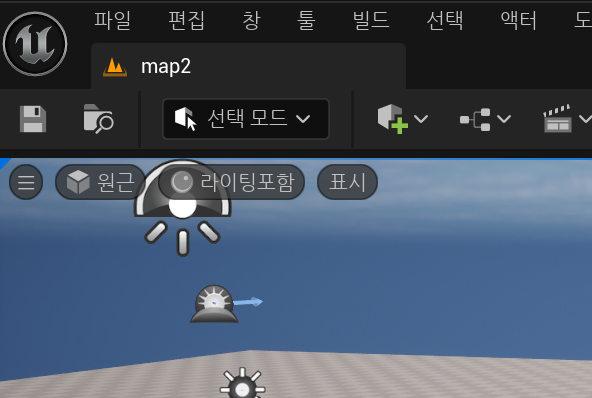 파일 편집 창 툴 빌드 선택 액터 도
map2
선택 모드
원근 라이팅포함 표시